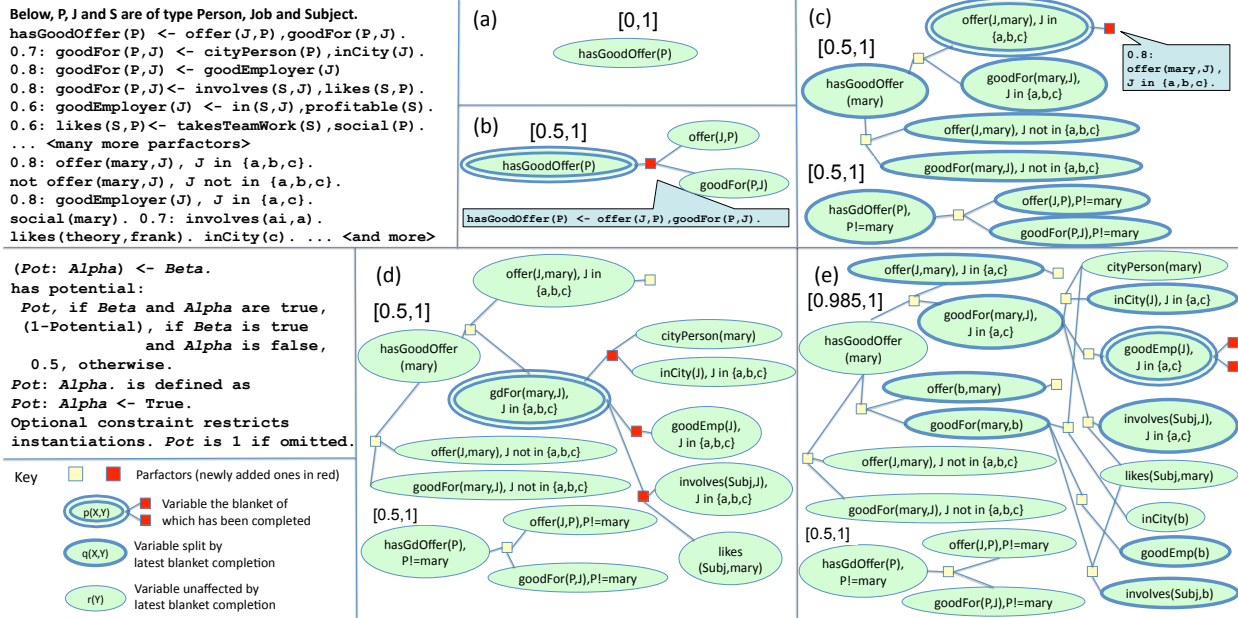 Below, P, J and S are of type Person, Job and Subject.
hasGoodOffer(P) <- offer(J,P),goodFor(P,J).
0.7: goodFor(P,J) <- cityPerson(P),inCity(J).
0.8: goodFor(P,J) <- goodEmployer(J)
0.8: goodFor(P,J)<- involves(S,J),likes(S,P).
0.6: goodEmployer(J) <- in(S,J),profitable(S).
0.6: likes(S,P)<- takesTeamWork(S),social(P).
... <many more parfactors>
0.8: offer(mary,J), J in {a,b,c}.
not offer(mary,J), J not in {a,b,c}.
0.8: goodEmployer(J), J in {a,c}.
social(mary). 0.7: involves(ai,a).
likes(theory,frank). inCity(c). ... <and more>
(Pot: Alpha) <- Beta.
has potential:
Pot, if Beta and Alpha are true,
(1-Potential), if Beta is true
and Alpha is false,
0.5, otherwise.
Pot: Alpha. is defined as
Pot: Alpha <- True.
Optional constraint restricts
instantiations. Pot is 1 if omitted.
Key
Parfactors (newly added ones in red)
p(X,Y)
Variable the blanket of
which has been completed
q(X,Y)
Variable split by
latest blanket completion
r(Y)
Variable unaffected by
latest blanket completion
(a)
[0,1]
hasGoodOffer(P)
(b)
[0.5,1]
hasGoodOffer(P)
offer(J,P)
goodFor(P,J)
hasGoodOffer(P) <- offer(J,P),goodFor(P,J).
(c)
offer(J,mary), J in
{a,b,c}
[0.5,1]
0.8:
offer(mary,J),
J in {a,b,c}.
hasGoodOffer
(mary)
goodFor(mary,J),
J in {a,b,c}
offer(J,mary), J not in {a,b,c}
goodFor(mary,J), J not in {a,b,c}
[0.5,1]
hasGdOffer(P),
P!=mary
offer(J,P),P!=mary
goodFor(P,J),P!=mary
(d)
offer(J,mary), J in
{a,b,c}
[0.5,1]
hasGoodOffer
(mary)
cityPerson(mary)
inCity(J), J in {a,b,c}
gdFor(mary,J),
J in {a,b,c}
goodEmp(J),
J in {a,b,c}
offer(J,mary), J not in {a,b,c}
involves(Subj,J),
J in {a,b,c}
goodFor(mary,J), J not in {a,b,c}
[0.5,1]
hasGdOffer(P),
P!=mary
offer(J,P),P!=mary
goodFor(P,J),P!=mary
likes
(Subj,mary)
(e)
offer(J,mary), J in {a,c}
cityPerson(mary)
[0.985,1]
inCity(J), J in {a,c}
goodFor(mary,J),
J in {a,c}
hasGoodOffer
(mary)
goodEmp(J),
J in {a,c}
offer(b,mary)
goodFor(mary,b)
involves(Subj,J),
J in {a,c}
offer(J,mary), J not in {a,b,c}
likes(Subj,mary)
goodFor(mary,J), J not in {a,b,c}
inCity(b)
[0.5,1]
hasGdOffer(P),
P!=mary
offer(J,P),P!=mary
goodEmp(b)
goodFor(P,J),P!=mary
involves(Subj,b)